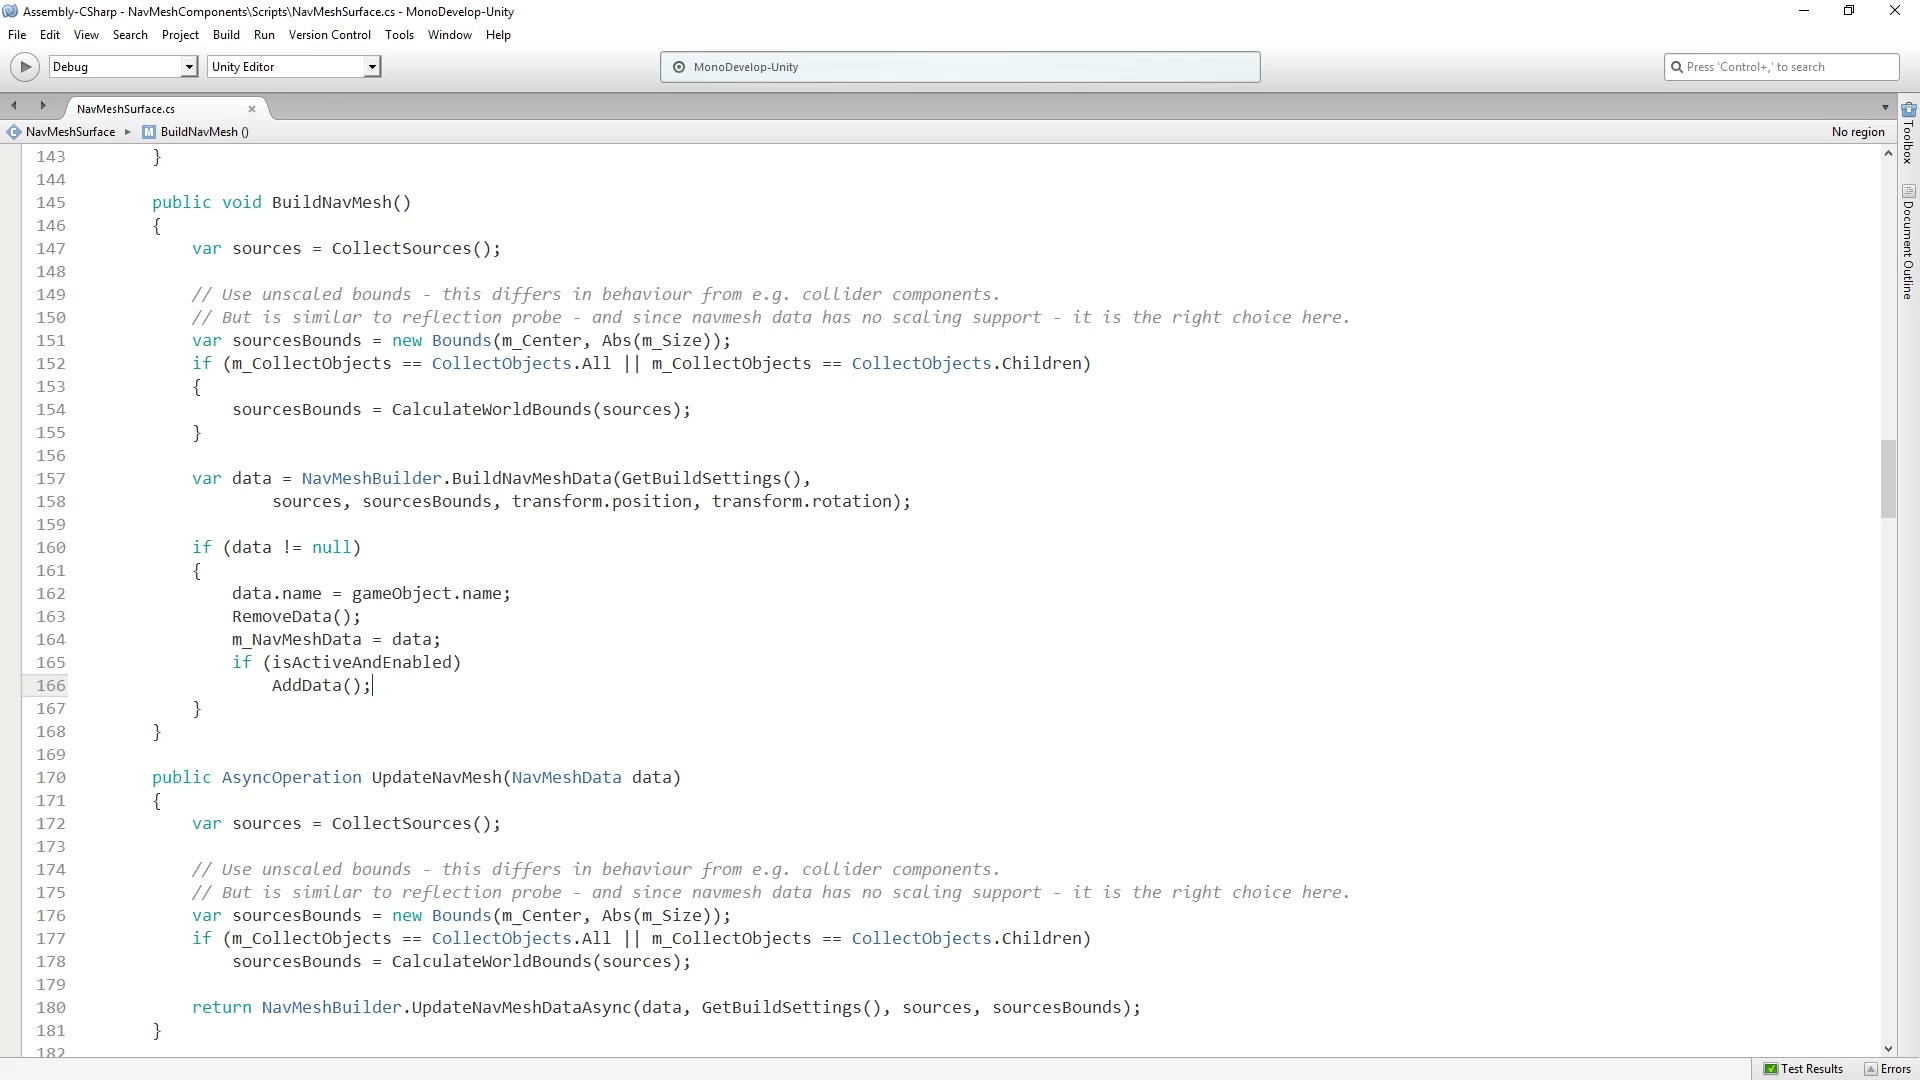 Assembly-CSharp - NavMeshComponents\Scripts\NavMeshSurface.cs - MonoDevelop-Unity
File Edit View Search Project Build Run Version Control Tools Window Help
Debug Unity Editor MonoDevelop-Unity Press 'Control+,' to search
NavMeshSurface.cs
NavMeshSurface BuildNavMesh () No region
Toolbox
Document Outline
143 }
144
145 public void BuildNavMesh()
146 {
147 var sources = CollectSources();
148
149 // Use unscaled bounds - this differs in behaviour from e.g. collider components.
150 // But is similar to reflection probe - and since navmesh data has no scaling support - it is the right choice here.
151 var sourcesBounds = new Bounds(m_Center, Abs(m_Size));
152 if (m_CollectObjects == CollectObjects.All || m_CollectObjects == CollectObjects.Children)
153 {
154 sourcesBounds = CalculateWorldBounds(sources);
155 }
156
157 var data = NavMeshBuilder.BuildNavMeshData(GetBuildSettings(),
158 sources, sourcesBounds, transform.position, transform.rotation);
159
160 if (data != null)
161 {
162 data.name = gameObject.name;
163 RemoveData();
164 m_NavMeshData = data;
165 if (isActiveAndEnabled)
166 AddData();
167 }
168 }
169
170 public AsyncOperation UpdateNavMesh(NavMeshData data)
171 {
172 var sources = CollectSources();
173
174 // Use unscaled bounds - this differs in behaviour from e.g. collider components.
175 // But is similar to reflection probe - and since navmesh data has no scaling support - it is the right choice here.
176 var sourcesBounds = new Bounds(m_Center, Abs(m_Size));
177 if (m_CollectObjects == CollectObjects.All || m_CollectObjects == CollectObjects.Children)
178 sourcesBounds = CalculateWorldBounds(sources);
179
180 return NavMeshBuilder.UpdateNavMeshDataAsync(data, GetBuildSettings(), sources, sourcesBounds);
181 }
182
Test Results Errors